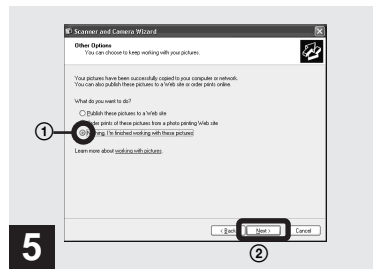 Scanner and Camera Wizard
Other Options
You can choose to keep working with your pictures.
Your pictures have been successfully copied to your computer or network.
You can also publish these pictures to a Web site or order prints online.
What do you want to do?
Publish these pictures to a Web site
prints of these pictures from a photo printing Web site
1
I'm finished working with these pictures
Learn more about working with pictures.
< Back
Next >
Cancel
5
2